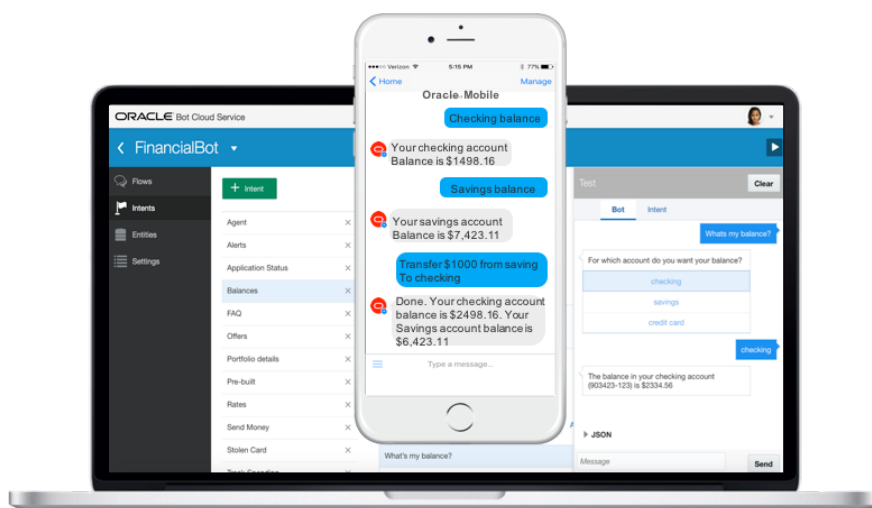 ●●●○○ Verizon 5:15 PM 77%
Home Manage
Oracle Mobile
Checking balance
Your checking account
Balance is $1498.16
Savings balance
Your savings account
Balance is $7,423.11
Transfer $1000 from saving
To checking
Done. Your checking account
balance is $2498.16. Your
Savings account balance is
$6,423.11
Type a message...
ORACLE Bot Cloud Service
FinancialBot
Flows
Intents
Entities
Settings
+ Intent
Agent
Alerts
Application Status
Balances
FAQ
Offers
Portfolio details
Pre-built
Rates
Send Money
Stolen Card
Track Spending
What's my balance?
Test Clear
Bot Intent
Whats my balance?
For which account do you want your balance?
checking
savings
credit card
checking
The balance in your checking account
(903423-123) is $2334.56
JSON
Message Send